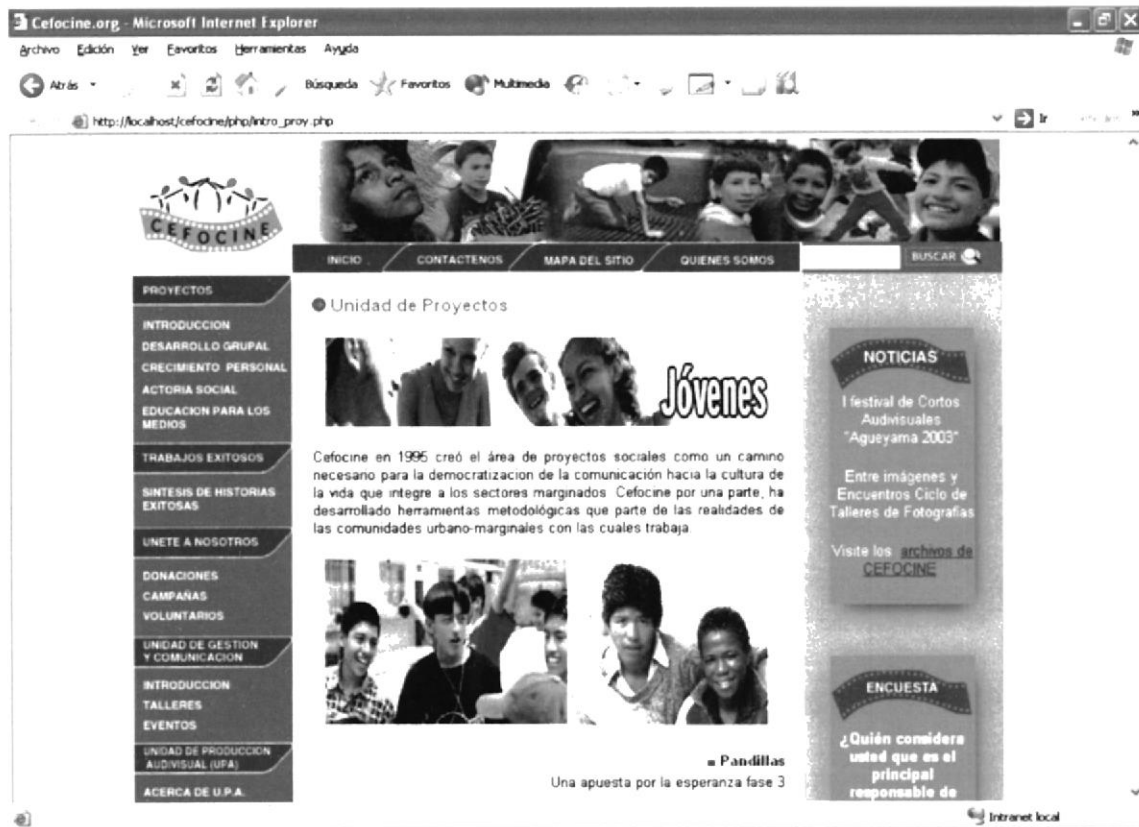 Cefocine.org - Microsoft Internet Explorer
Archivo Edición Ver Favoritos Herramientas Ayuda
Atrás Búsqueda Favoritos Multimedia
http://localhost/cefocine/php/intro_proy.php Ir
CEFOCINE
INICIO CONTACTENOS MAPA DEL SITIO QUIENES SOMOS BUSCAR
PROYECTOS
INTRODUCCION
DESARROLLO GRUPAL
CRECIMIENTO PERSONAL
ACTORIA SOCIAL
EDUCACION PARA LOS
MEDIOS
TRABAJOS EXITOSOS
SINTESIS DE HISTORIAS
EXITOSAS
UNETE A NOSOTROS
DONACIONES
CAMPAÑAS
VOLUNTARIOS
UNIDAD DE GESTION
Y COMUNICACION
INTRODUCCION
TALLERES
EVENTOS
UNIDAD DE PRODUCCION
AUDIVISUAL (UPA)
ACERCA DE U.P.A.
Unidad de Proyectos
Jóvenes
Cefocine en 1995 creó el área de proyectos sociales como un camino
necesario para la democratizacion de la comunicación hacia la cultura de
la vida que integre a los sectores marginados. Cefocine por una parte, ha
desarrollado herramientas metodológicas que parte de las realidades de
las comunidades urbano-marginales con las cuales trabaja.
Pandillas
Una apuesta por la esperanza fase 3
NOTICIAS
I festival de Cortos
Audivisuales
"Agueyama 2003"
Entre imágenes y
Encuentros Ciclo de
Talleres de Fotografias
Visite los archivos de
CEFOCINE
ENCUESTA
¿Quién considera
usted que es el
principal
responsable de
Intranet local